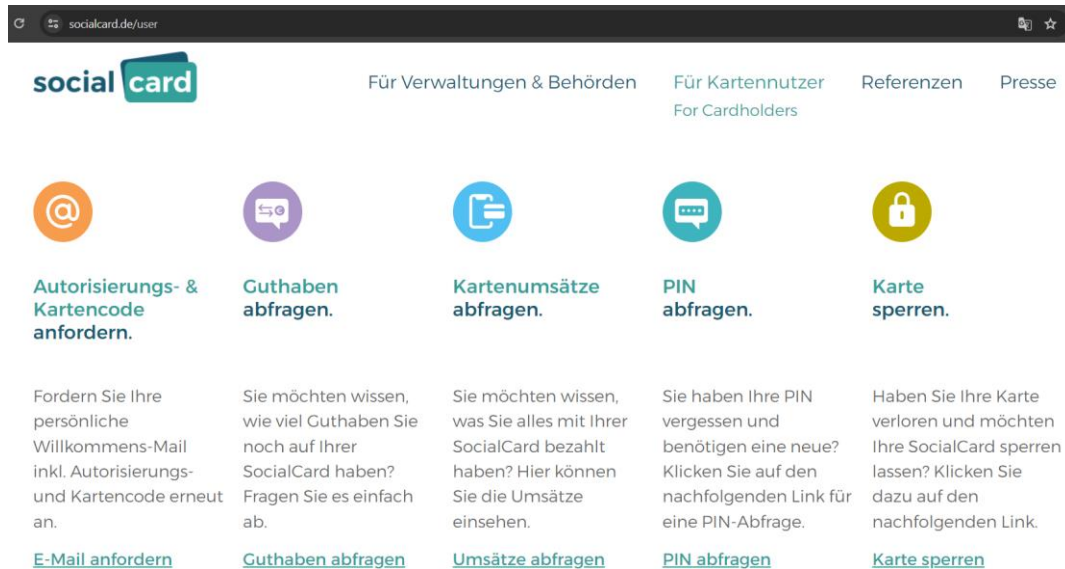 socialcard.de/user
social card
Für Verwaltungen & Behörden
Für Kartennutzer
For Cardholders
Referenzen
Presse
Autorisierungs- &
Kartencode
anfordern.
Fordern Sie Ihre
persönliche
Willkommens-Mail
inkl. Autorisierungs-
und Kartencode erneut
an.
E-Mail anfordern
Guthaben
abfragen.
Sie möchten wissen,
wie viel Guthaben Sie
noch auf Ihrer
SocialCard haben?
Fragen Sie es einfach
ab.
Guthaben abfragen
Kartenumsätze
abfragen.
Sie möchten wissen,
was Sie alles mit Ihrer
SocialCard bezahlt
haben? Hier können
Sie die Umsätze
einsehen.
Umsätze abfragen
PIN
abfragen.
Sie haben Ihre PIN
vergessen und
benötigen eine neue?
Klicken Sie auf den
nachfolgenden Link für
eine PIN-Abfrage.
PIN abfragen
Karte
sperren.
Haben Sie Ihre Karte
verloren und möchten
Ihre SocialCard sperren
lassen? Klicken Sie
dazu auf den
nachfolgenden Link.
Karte sperren